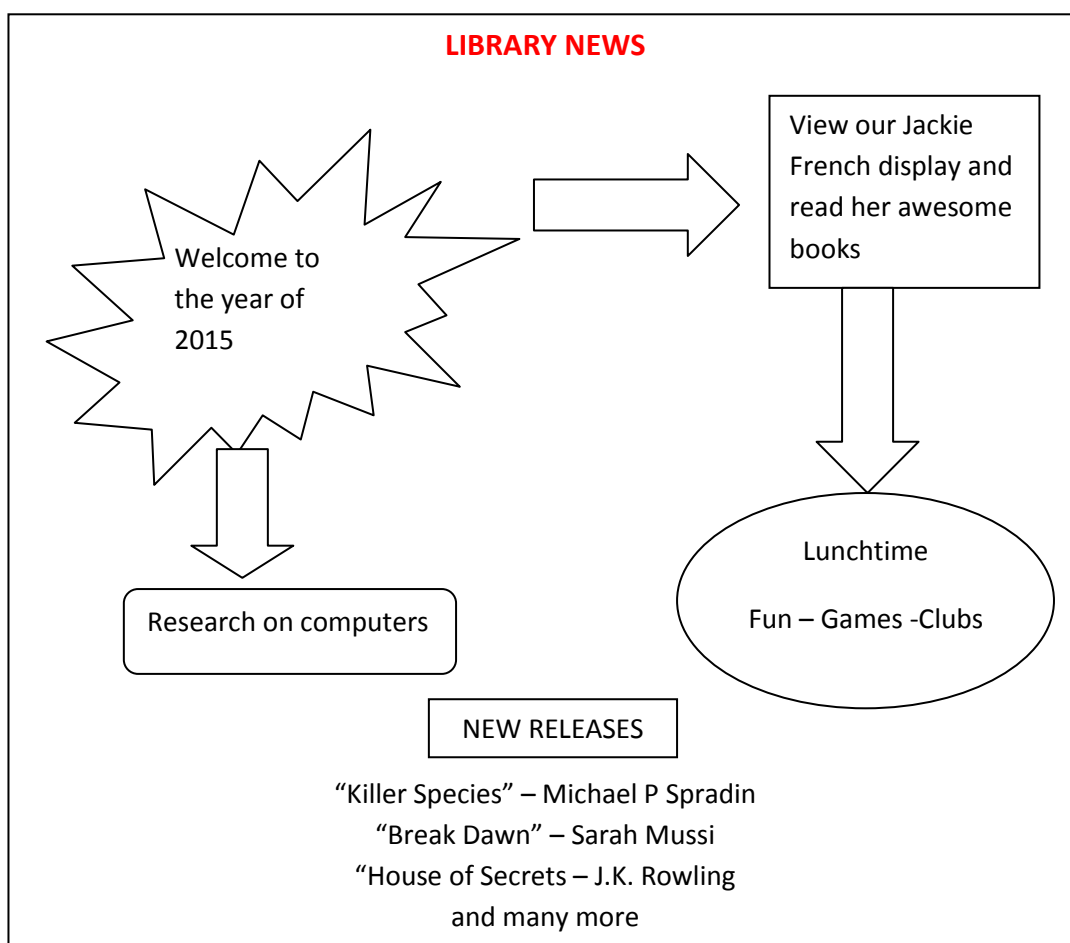 LIBRARY NEWS
Welcome to
the year of
2015
View our Jackie
French display and
read her awesome
books
Research on computers
Lunchtime
Fun – Games -Clubs
NEW RELEASES
“Killer Species” – Michael P Spradin
“Break Dawn” – Sarah Mussi
“House of Secrets – J.K. Rowling
and many more